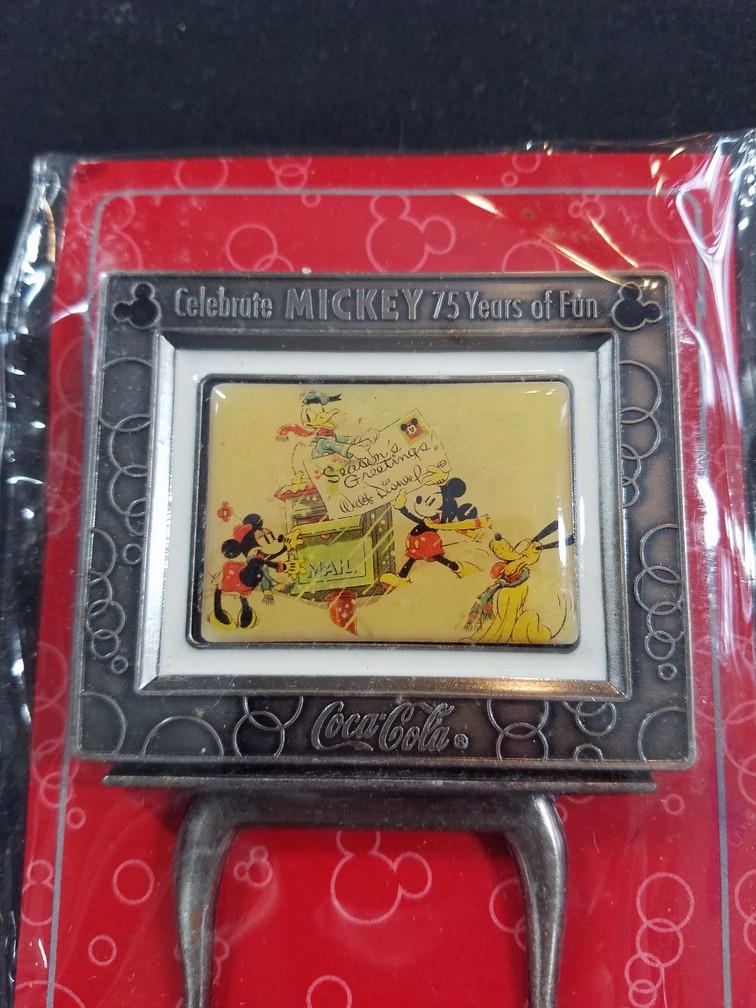 Celebrate MICKEY 75 Years of Fun
Season's
Greetings!
Walt Disney
MAIL
Coca-Cola®